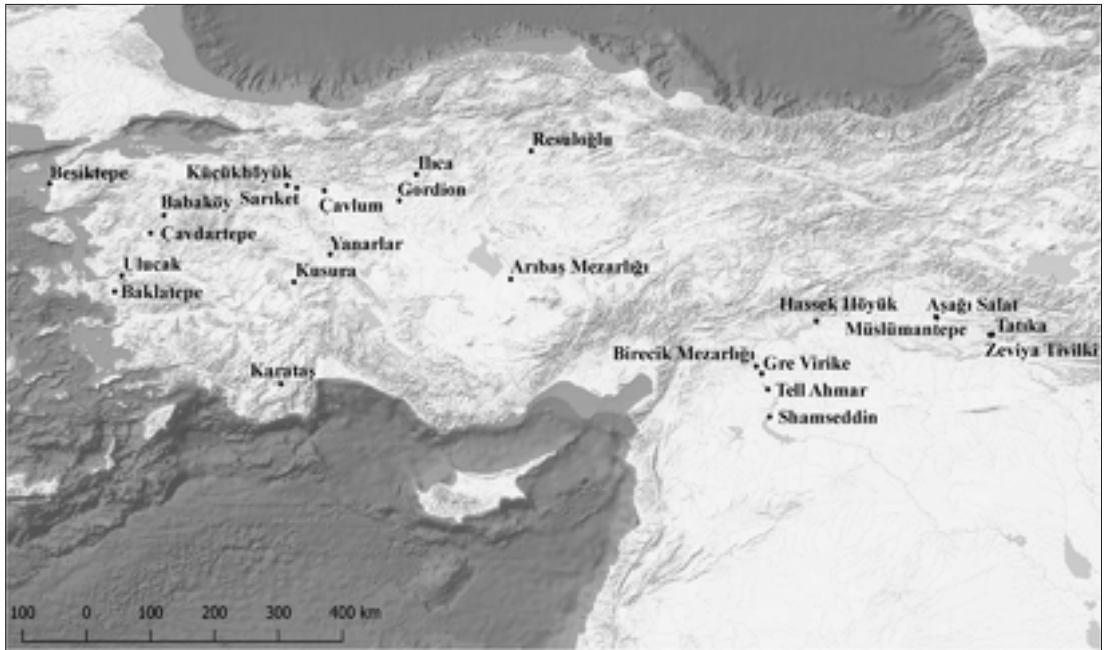 Resuloğlu
Ilıca
Beşiktepe
Küçükhöyük
Gordion
Babaköy
Sarıket
Çavlum
Çavdartepe
Yanarlar
Ulucak
Kusura
Arıbaş Mezarlığı
Baklatepe
Hassek Höyük
Aşağı Salat
Müslümantepe
Tatıka
Zeviya Tivilki
Birecik Mezarlığı
Gre Virike
Karataş
Tell Ahmar
Shamseddin
100 0 100 200 300 400 km